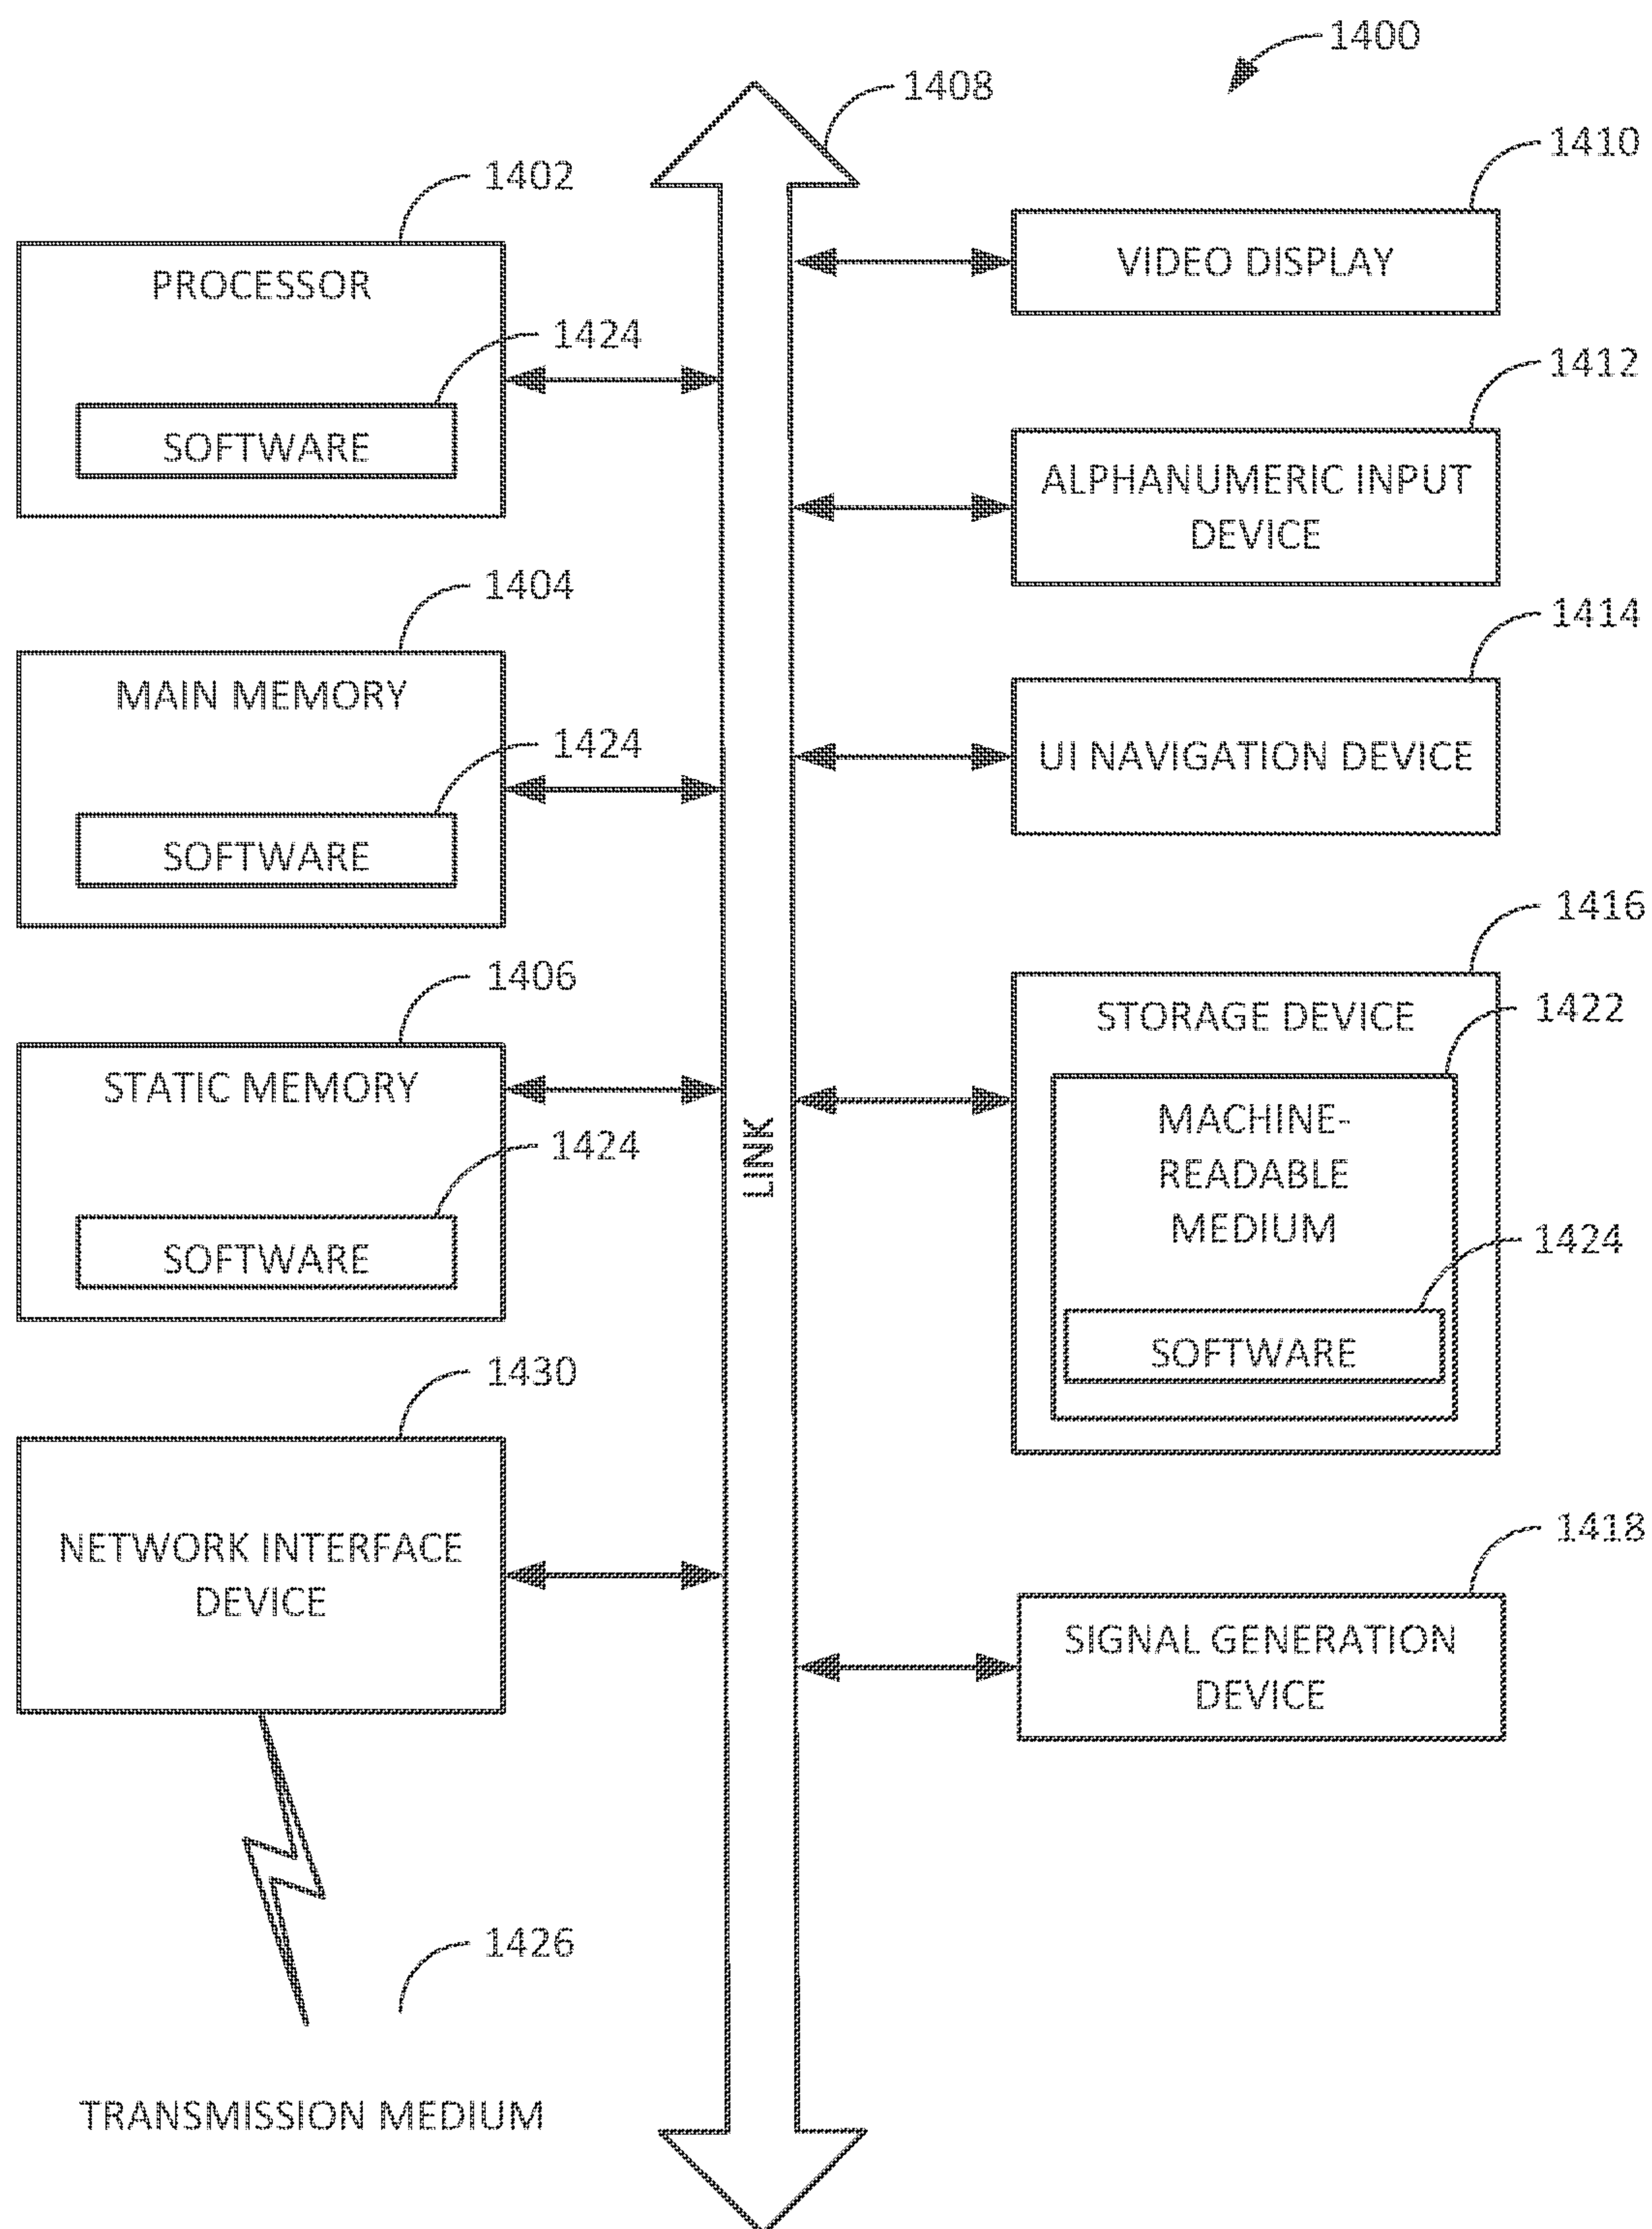 1400
1408
1402
PROCESSOR
1424
SOFTWARE
1404
MAIN MEMORY
1424
SOFTWARE
1406
STATIC MEMORY
1424
SOFTWARE
1430
NETWORK INTERFACE
DEVICE
1426
TRANSMISSION MEDIUM
LINK
1410
VIDEO DISPLAY
1412
ALPHANUMERIC INPUT
DEVICE
1414
UI NAVIGATION DEVICE
1416
STORAGE DEVICE
1422
MACHINE-
READABLE
MEDIUM
1424
SOFTWARE
1418
SIGNAL GENERATION
DEVICE